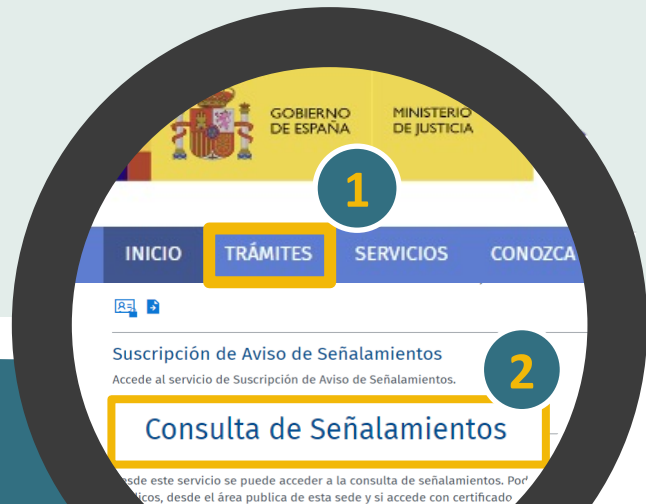 GOBIERNO DE ESPAÑA
MINISTERIO DE JUSTICIA
1
INICIO TRÁMITES SERVICIOS CONOZCA
Suscripción de Aviso de Señalamientos
Accede al servicio de Suscripción de Aviso de Señalamientos.
2
Consulta de Señalamientos
este servicio se puede acceder a la consulta de señalamientos.
desde el área publica de esta sede y si accede con certificado